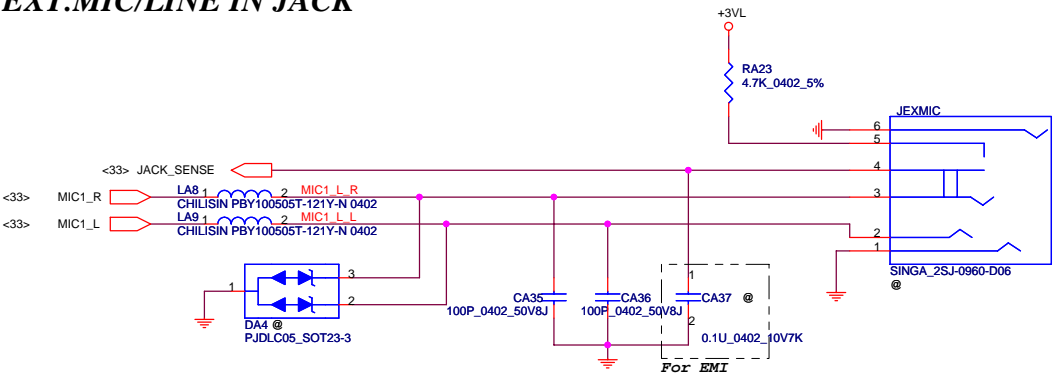 EXT.MIC/LINE IN JACK
+3VL
RA23
4.7K_0402_5%
JEXMIC
6
5
4
3
2
1
SINGA_2SJ-0960-D06
@
<33> JACK_SENSE
<33> MIC1_R
LA8 1 2 MIC1_L_R
CHILISIN PBY100505T-121Y-N 0402
<33> MIC1_L
LA9 1 2 MIC1_L_L
CHILISIN PBY100505T-121Y-N 0402
1
3
2
DA4 @
PJDLC05_SOT23-3
CA35
100P_0402_50V8J
CA36
100P_0402_50V8J
1
CA37 @
2
0.1U_0402_10V7K
For EMI